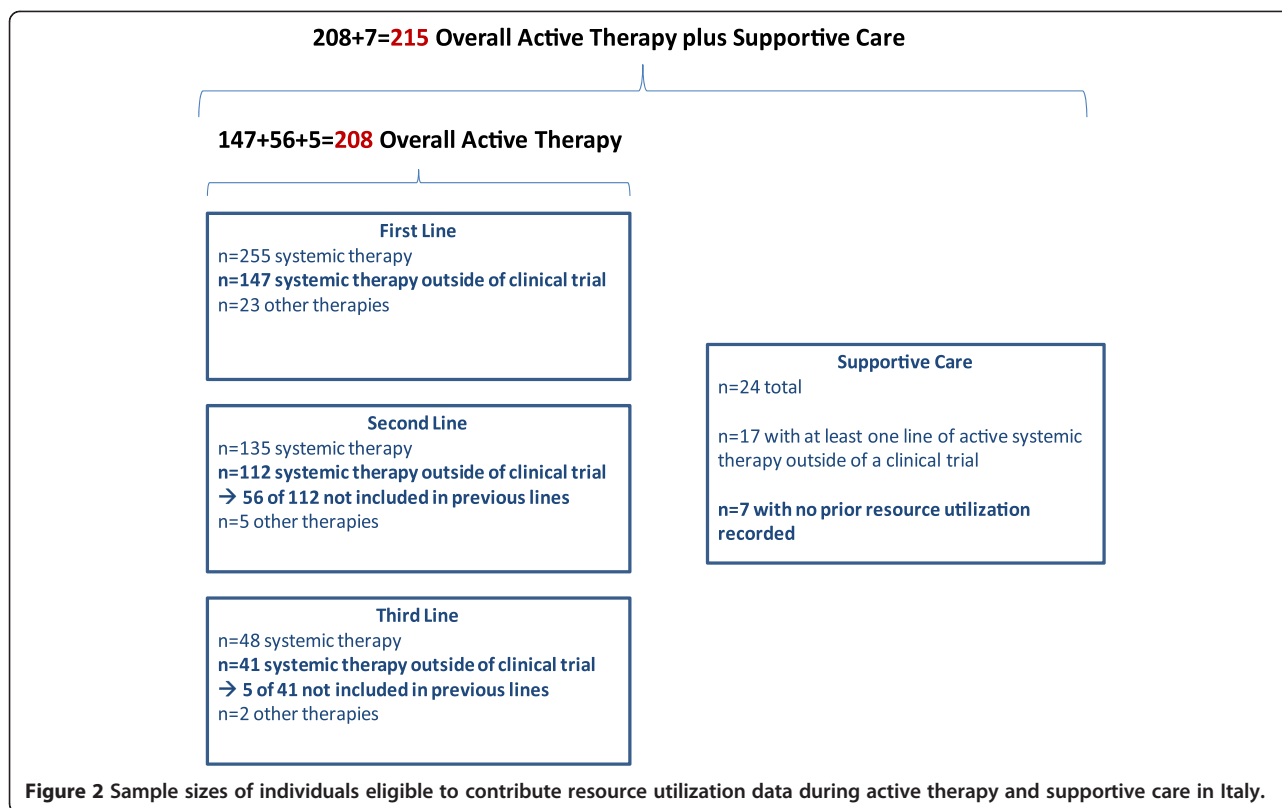 208+7=215 Overall Active Therapy plus Supportive Care
147+56+5=208 Overall Active Therapy
First Line
n=255 systemic therapy
n=147 systemic therapy outside of clinical trial
n=23 other therapies
Second Line
n=135 systemic therapy
n=112 systemic therapy outside of clinical trial
→ 56 of 112 not included in previous lines
n=5 other therapies
Third Line
n=48 systemic therapy
n=41 systemic therapy outside of clinical trial
→ 5 of 41 not included in previous lines
n=2 other therapies
Supportive Care
n=24 total
n=17 with at least one line of active systemic
therapy outside of a clinical trial
n=7 with no prior resource utilization
recorded
Figure 2 Sample sizes of individuals eligible to contribute resource utilization data during active therapy and supportive care in Italy.